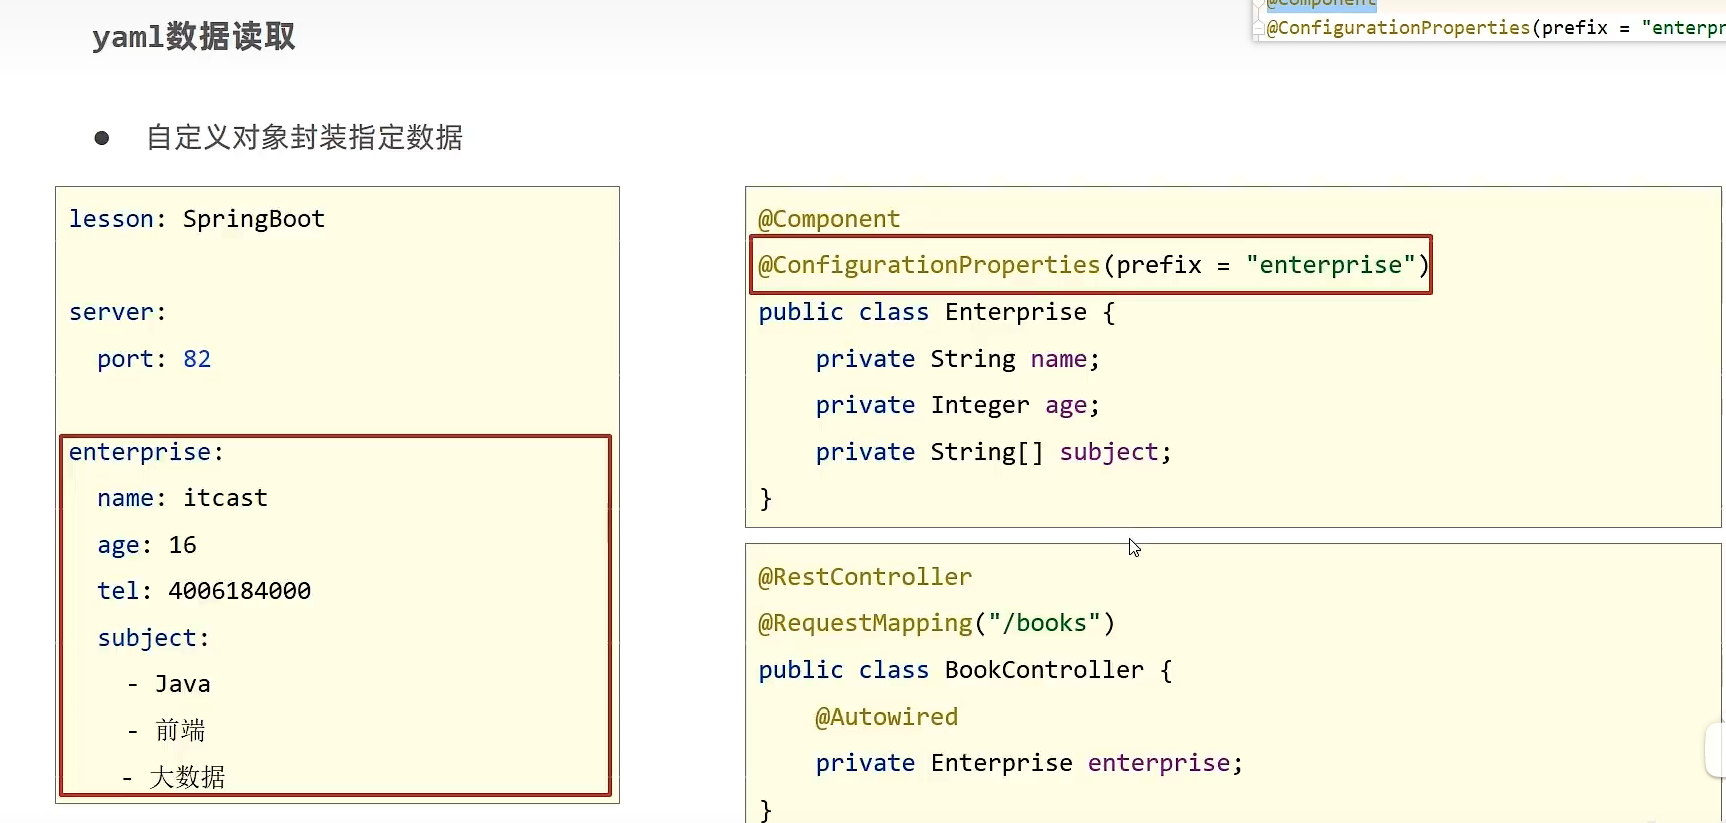 yaml数据读取
@Component
@ConfigurationProperties(prefix = "enterpr
● 自定义对象封装指定数据
lesson: SpringBoot
server:
  port: 82
enterprise:
  name: itcast
  age: 16
  tel: 4006184000
  subject:
    - Java
    - 前端
    - 大数据
@Component
@ConfigurationProperties(prefix = "enterprise")
public class Enterprise {
    private String name;
    private Integer age;
    private String[] subject;
}
@RestController
@RequestMapping("/books")
public class BookController {
    @Autowired
    private Enterprise enterprise;
}